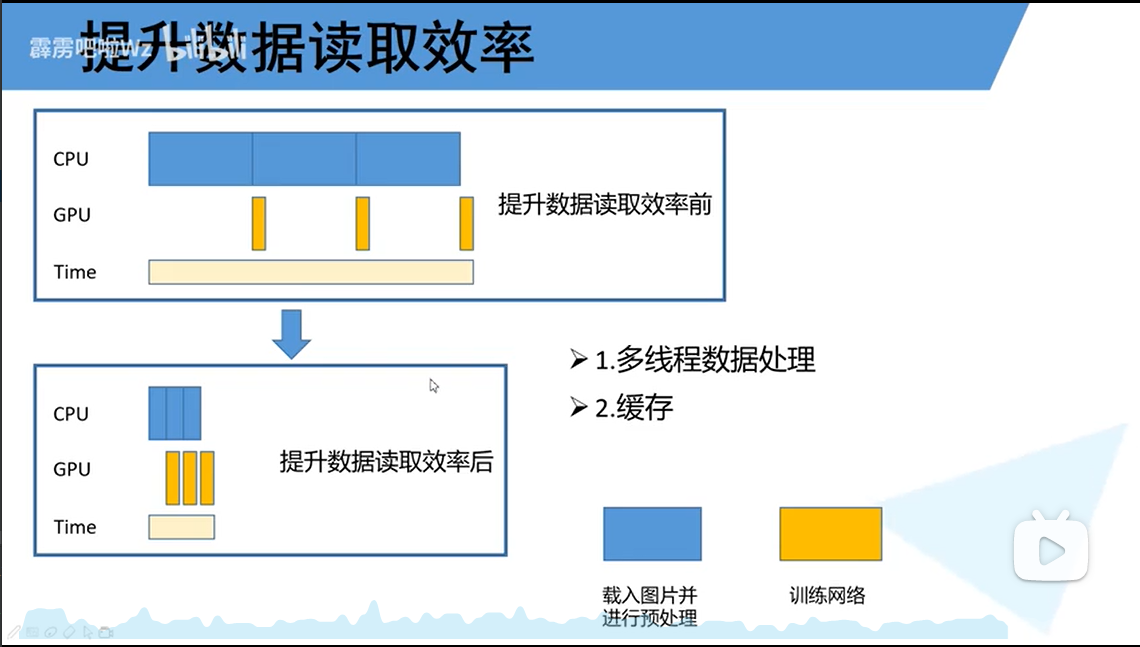 提升数据读取效率
霹雳吧啦Wz bilibili
CPU
GPU
提升数据读取效率前
Time
➢ 1.多线程数据处理
➢ 2.缓存
CPU
GPU
提升数据读取效率后
Time
载入图片并
进行预处理
训练网络